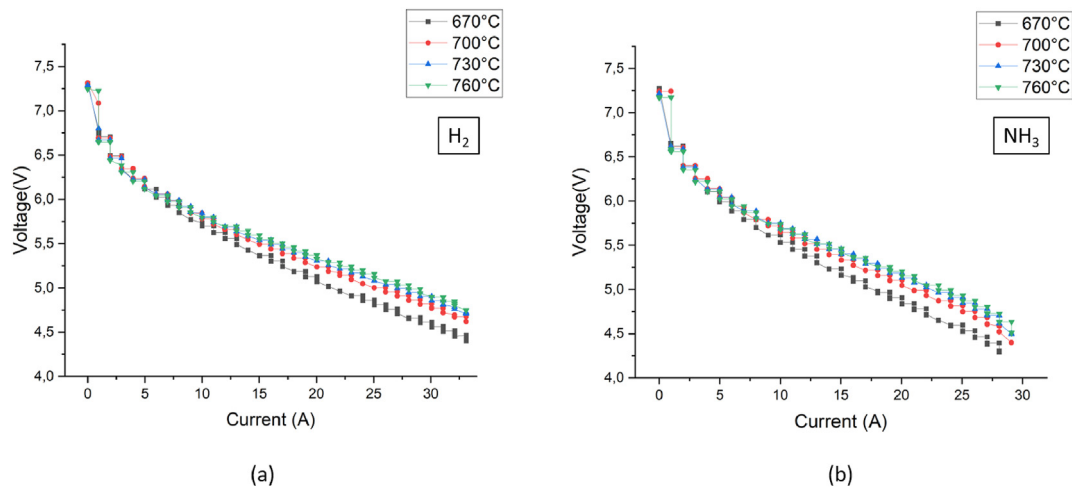 670°C
700°C
730°C
760°C
H2
7,5
7,0
6,5
6,0
5,5
5,0
4,5
4,0
Voltage(V)
0 5 10 15 20 25 30
Current (A)
(a)
670°C
700°C
730°C
760°C
NH3
7,5
7,0
6,5
6,0
5,5
5,0
4,5
4,0
Voltage(V)
0 5 10 15 20 25 30
Current (A)
(b)